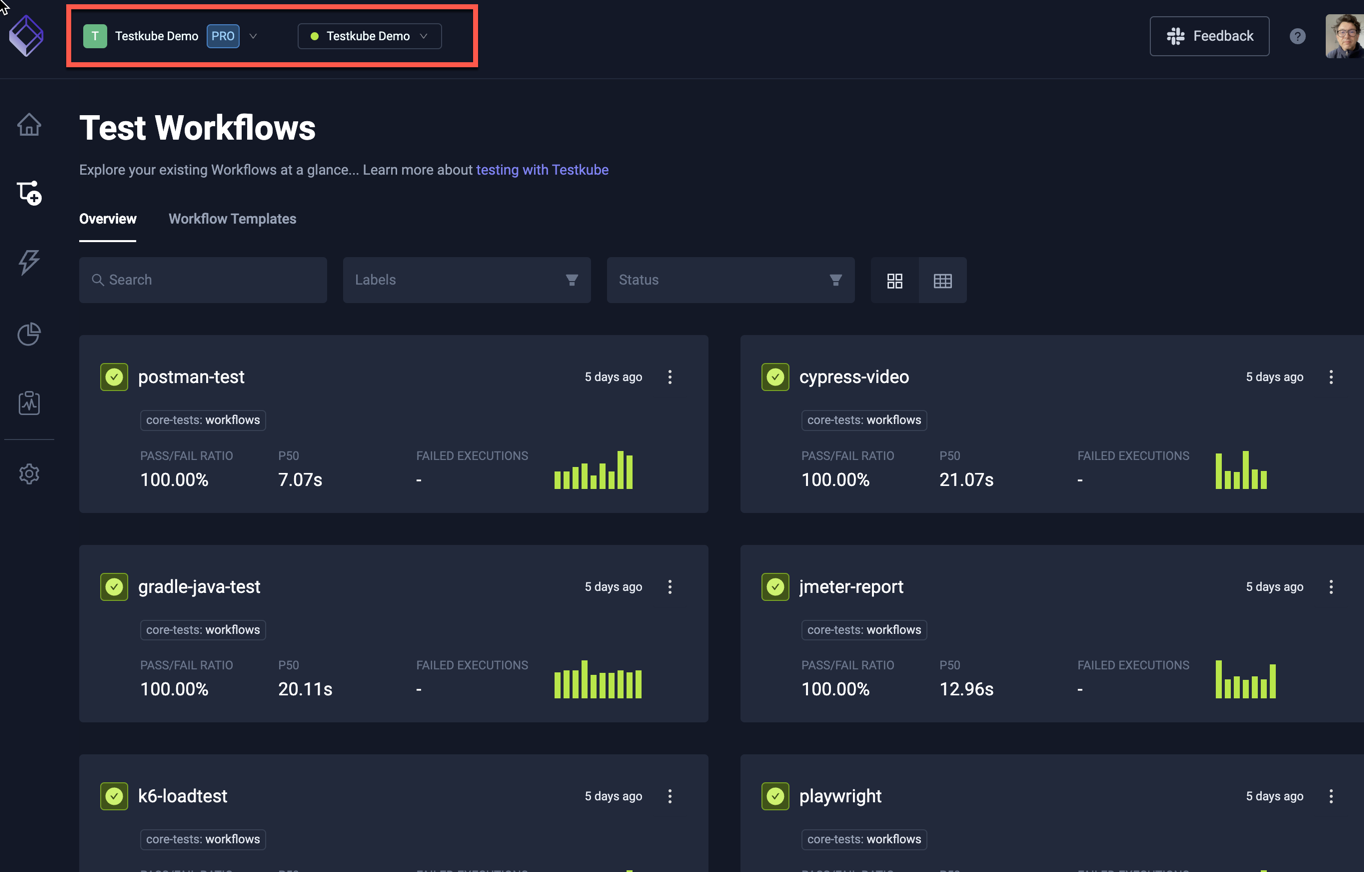 T Testkube Demo PRO Testkube Demo Feedback ?
Test Workflows
Explore your existing Workflows at a glance... Learn more about testing with Testkube
Overview Workflow Templates
Search Labels Status
postman-test 5 days ago
core-tests: workflows
PASS/FAIL RATIO P50 FAILED EXECUTIONS
100.00% 7.07s -
cypress-video 5 days ago
core-tests: workflows
PASS/FAIL RATIO P50 FAILED EXECUTIONS
100.00% 21.07s -
gradle-java-test 5 days ago
core-tests: workflows
PASS/FAIL RATIO P50 FAILED EXECUTIONS
100.00% 20.11s -
jmeter-report 5 days ago
core-tests: workflows
PASS/FAIL RATIO P50 FAILED EXECUTIONS
100.00% 12.96s -
k6-loadtest 5 days ago
core-tests: workflows
playwright 5 days ago
core-tests: workflows